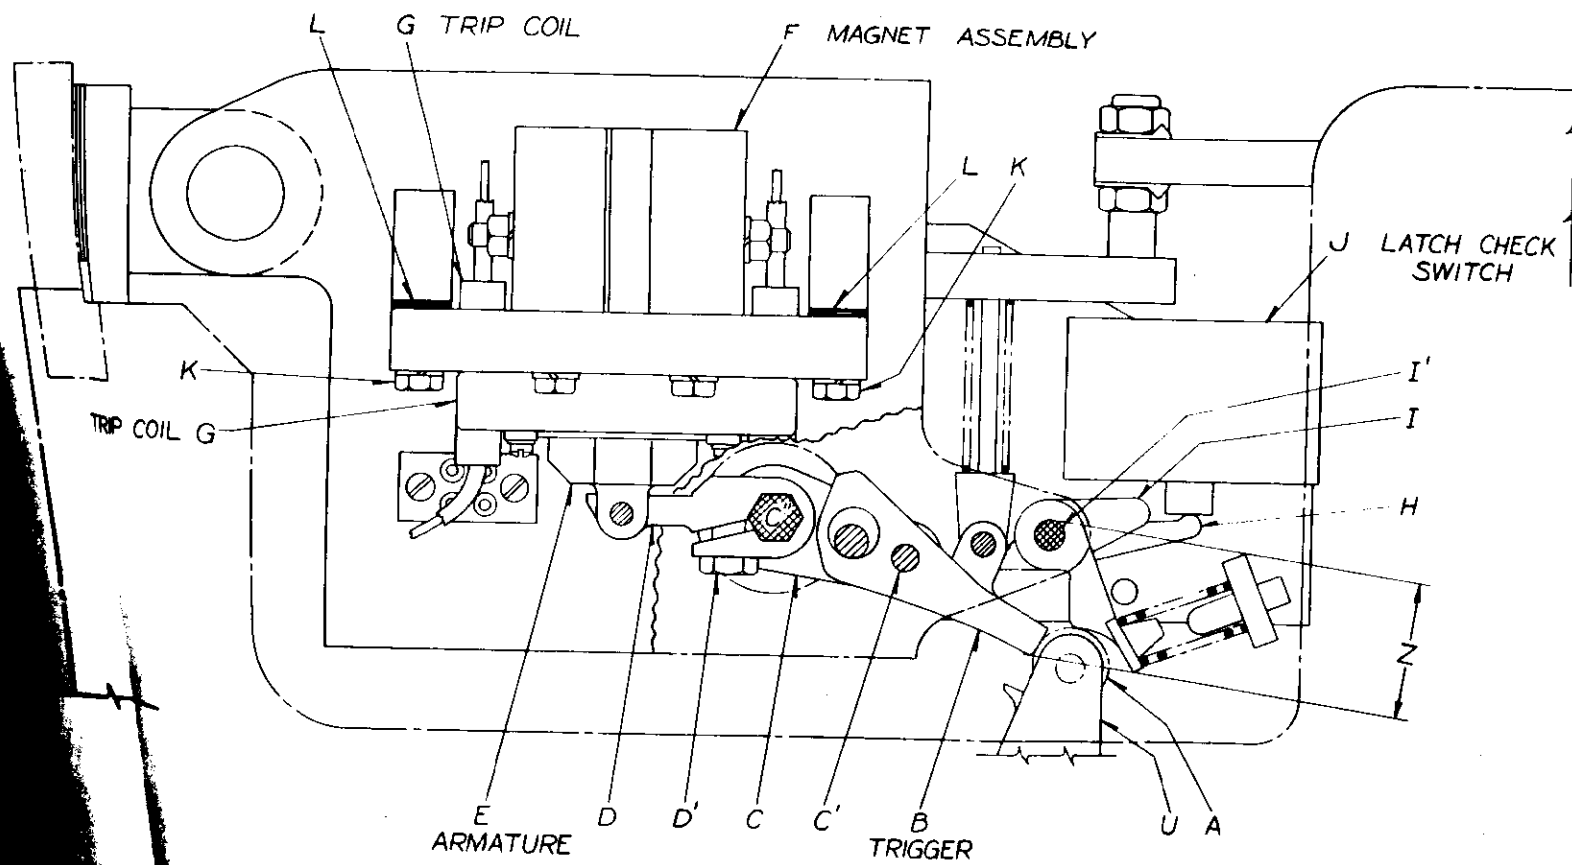 L
G TRIP COIL
F MAGNET ASSEMBLY
L
K
J LATCH CHECK
SWITCH
K
I'
I
TRIP COIL G
H
C"
Z
E
ARMATURE
D
D'
C
C'
B
TRIGGER
U
A